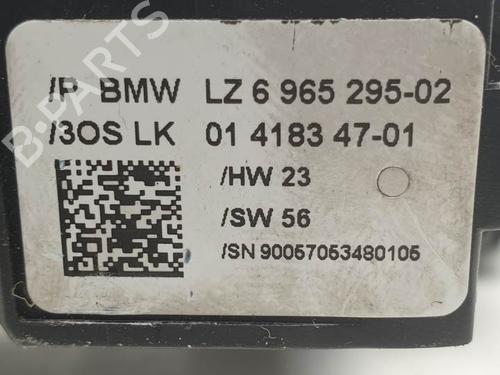 /P BMW LZ 6 965 295-02
/3OS LK 01 4183 47-01
/HW 23
/SW 56
/SN 90057053480105
B-PARTS